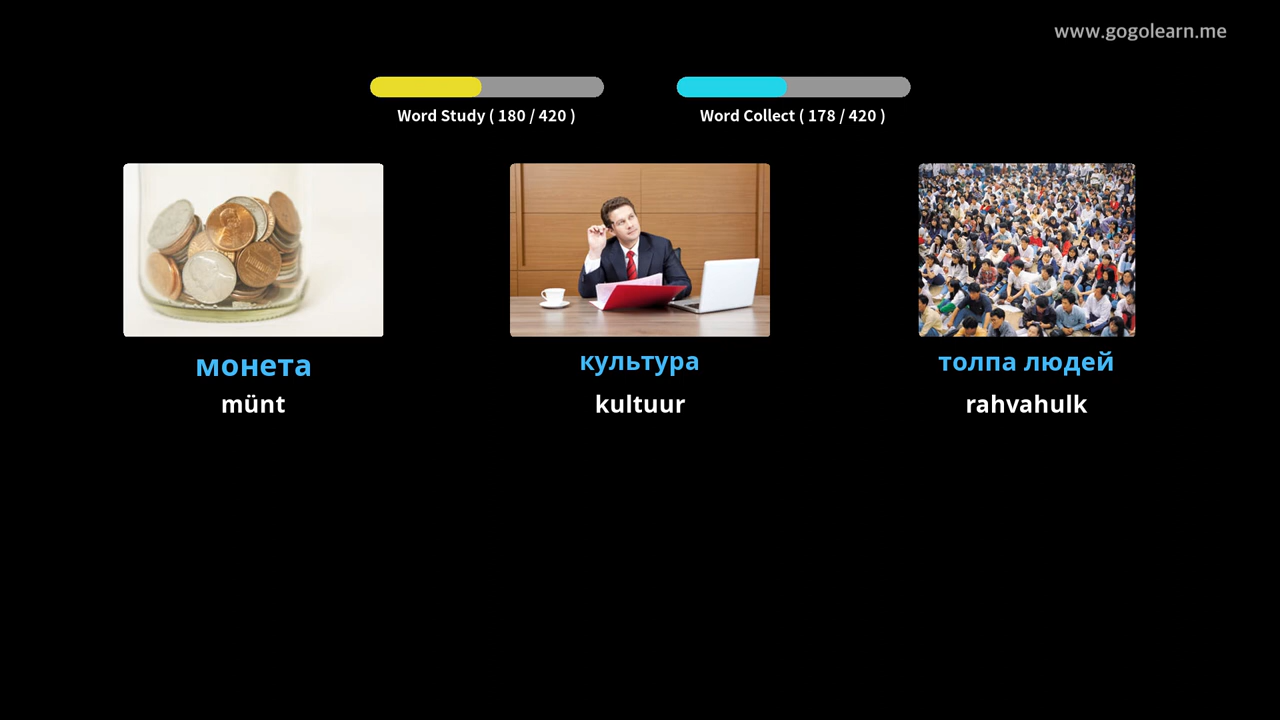 www.gogolearn.me
Word Study ( 180 / 420 )
Word Collect ( 178 / 420 )
монета
культура
толпа людей
münt
kultuur
rahvahulk